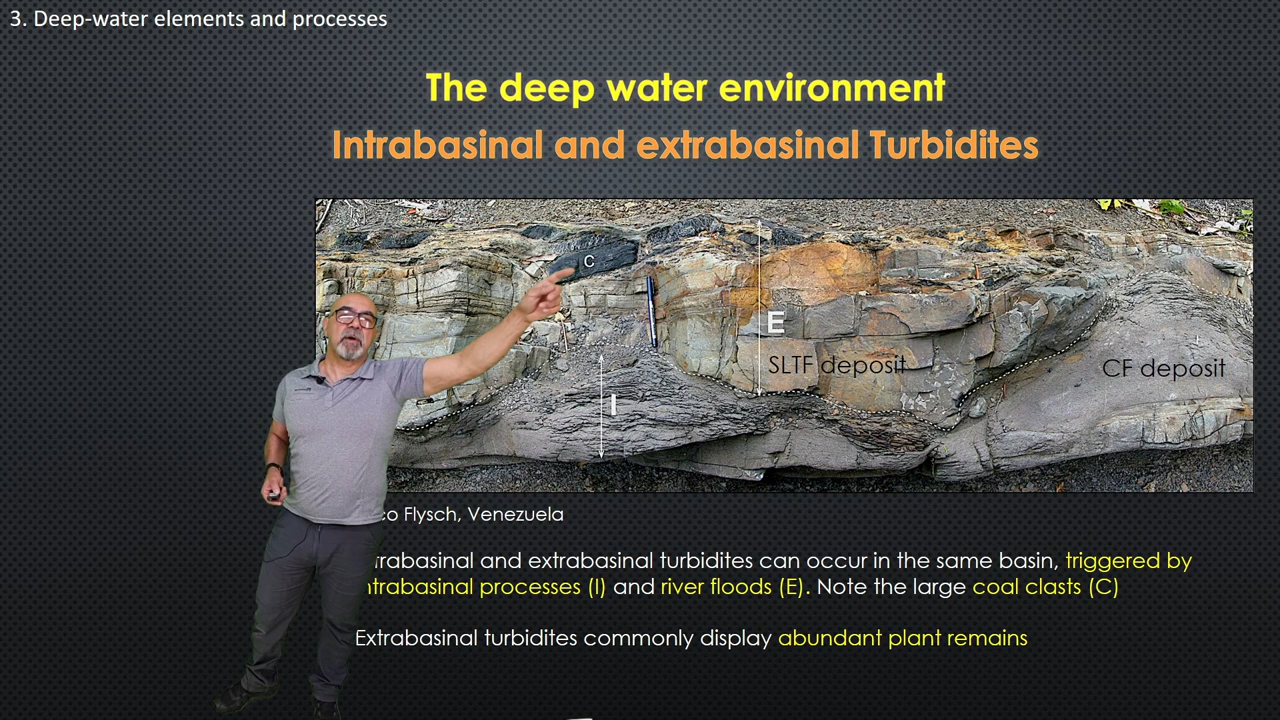 3. Deep-water elements and processes
The deep water environment
Intrabasinal and extrabasinal Turbidites
C
E
SLTF deposit
CF deposit
I
Flysch, Venezuela
and extrabasinal turbidites can occur in the same basin, triggered by
processes (I) and river floods (E). Note the large coal clasts (C)
Extrabasinal turbidites commonly display abundant plant remains